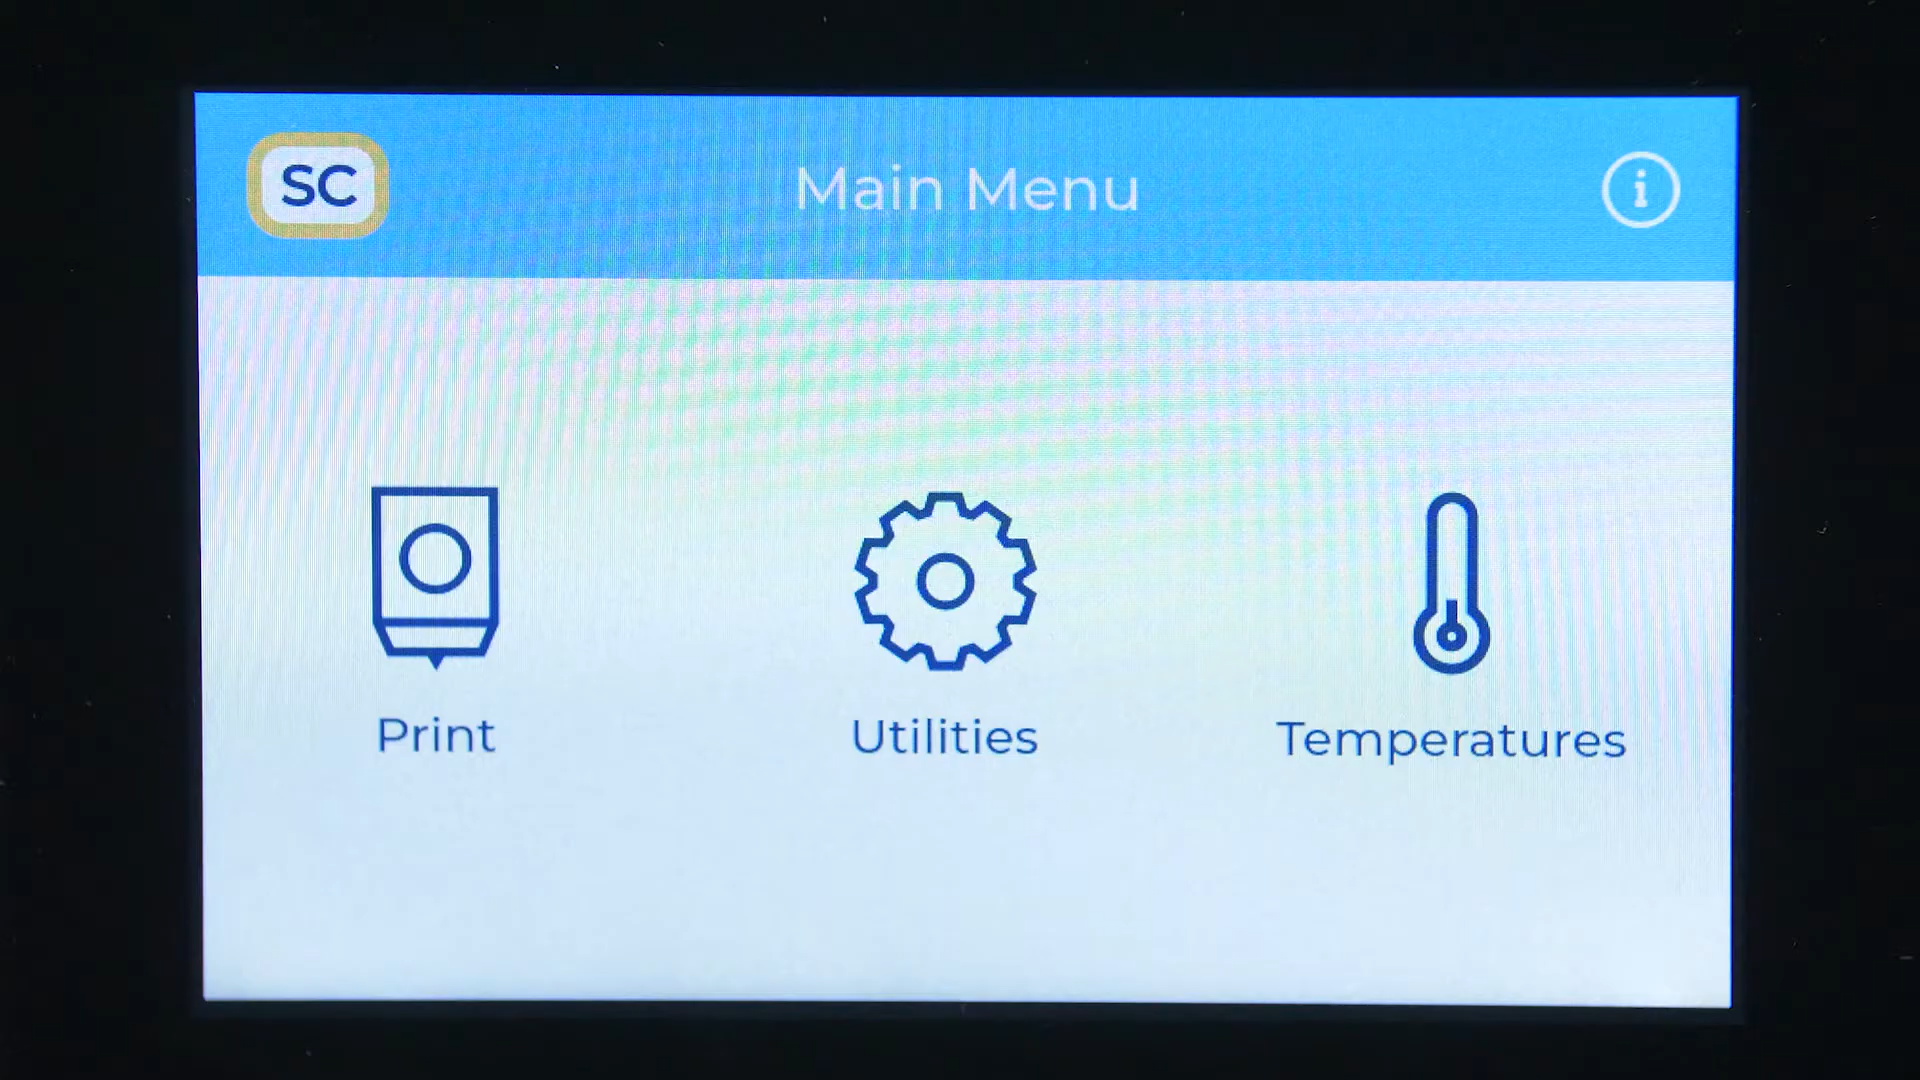 SC
Main Menu
i
Print
Utilities
Temperatures